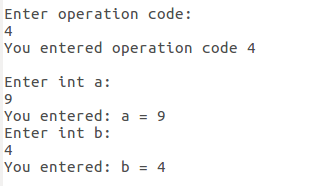 Enter operation code:
4
You entered operation code 4
Enter int a:
9
You entered: a = 9
Enter int b:
4
You entered: b = 4